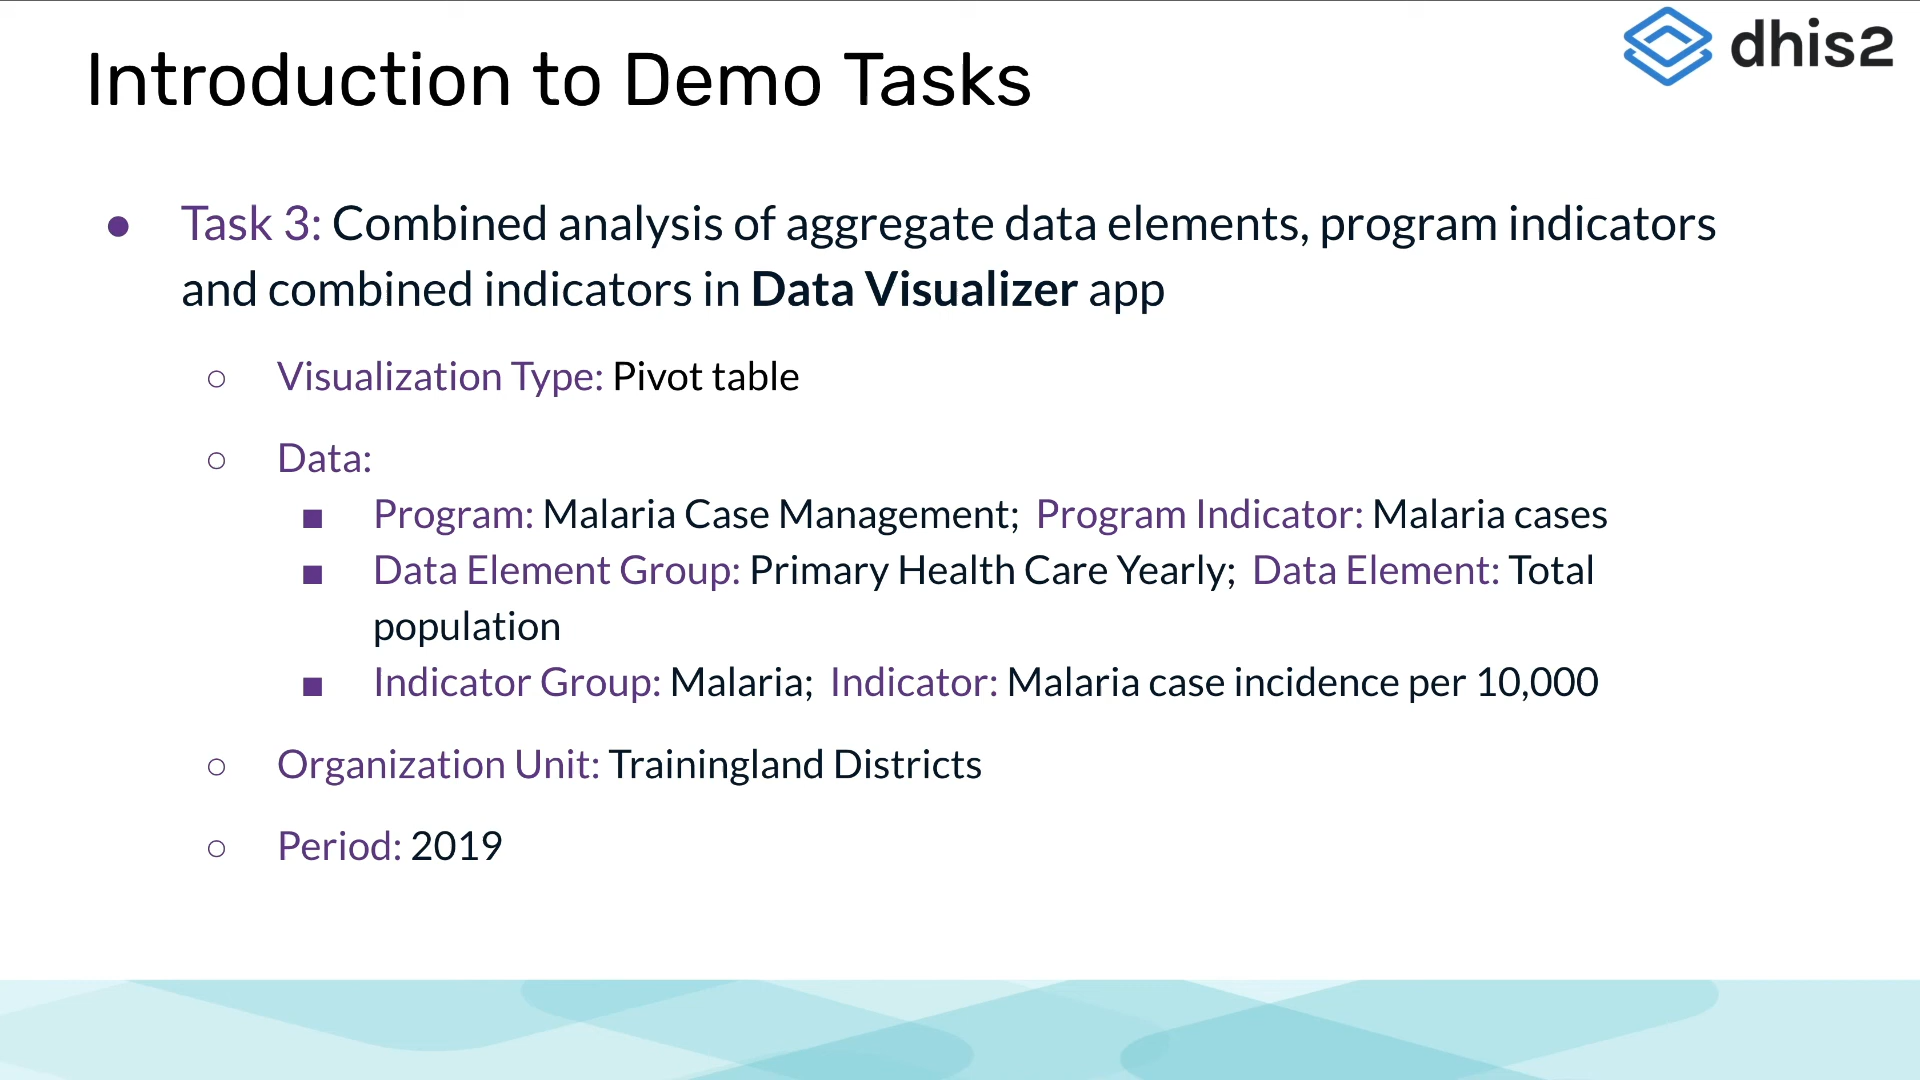 dhis2
Introduction to Demo Tasks
● Task 3: Combined analysis of aggregate data elements, program indicators
and combined indicators in Data Visualizer app
○ Visualization Type: Pivot table
○ Data:
■ Program: Malaria Case Management; Program Indicator: Malaria cases
■ Data Element Group: Primary Health Care Yearly; Data Element: Total
population
■ Indicator Group: Malaria; Indicator: Malaria case incidence per 10,000
○ Organization Unit: Trainingland Districts
○ Period: 2019